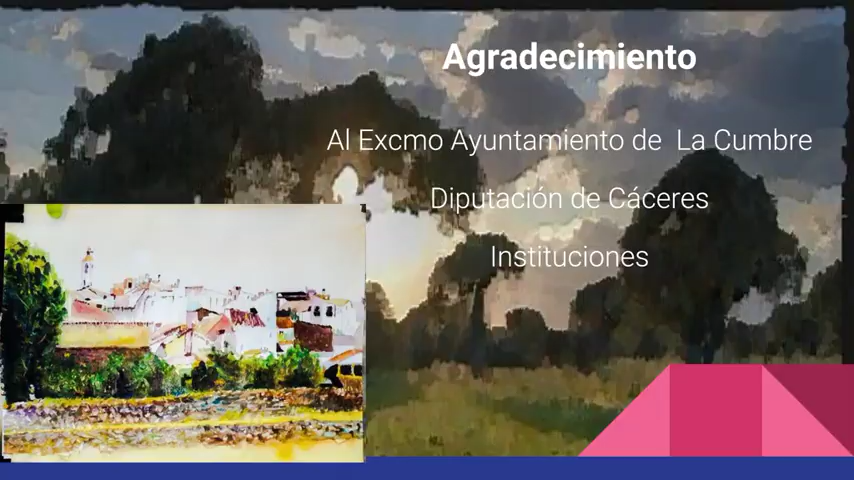 Agradecimiento
Al Excmo Ayuntamiento de La Cumbre
Diputación de Cáceres
Instituciones